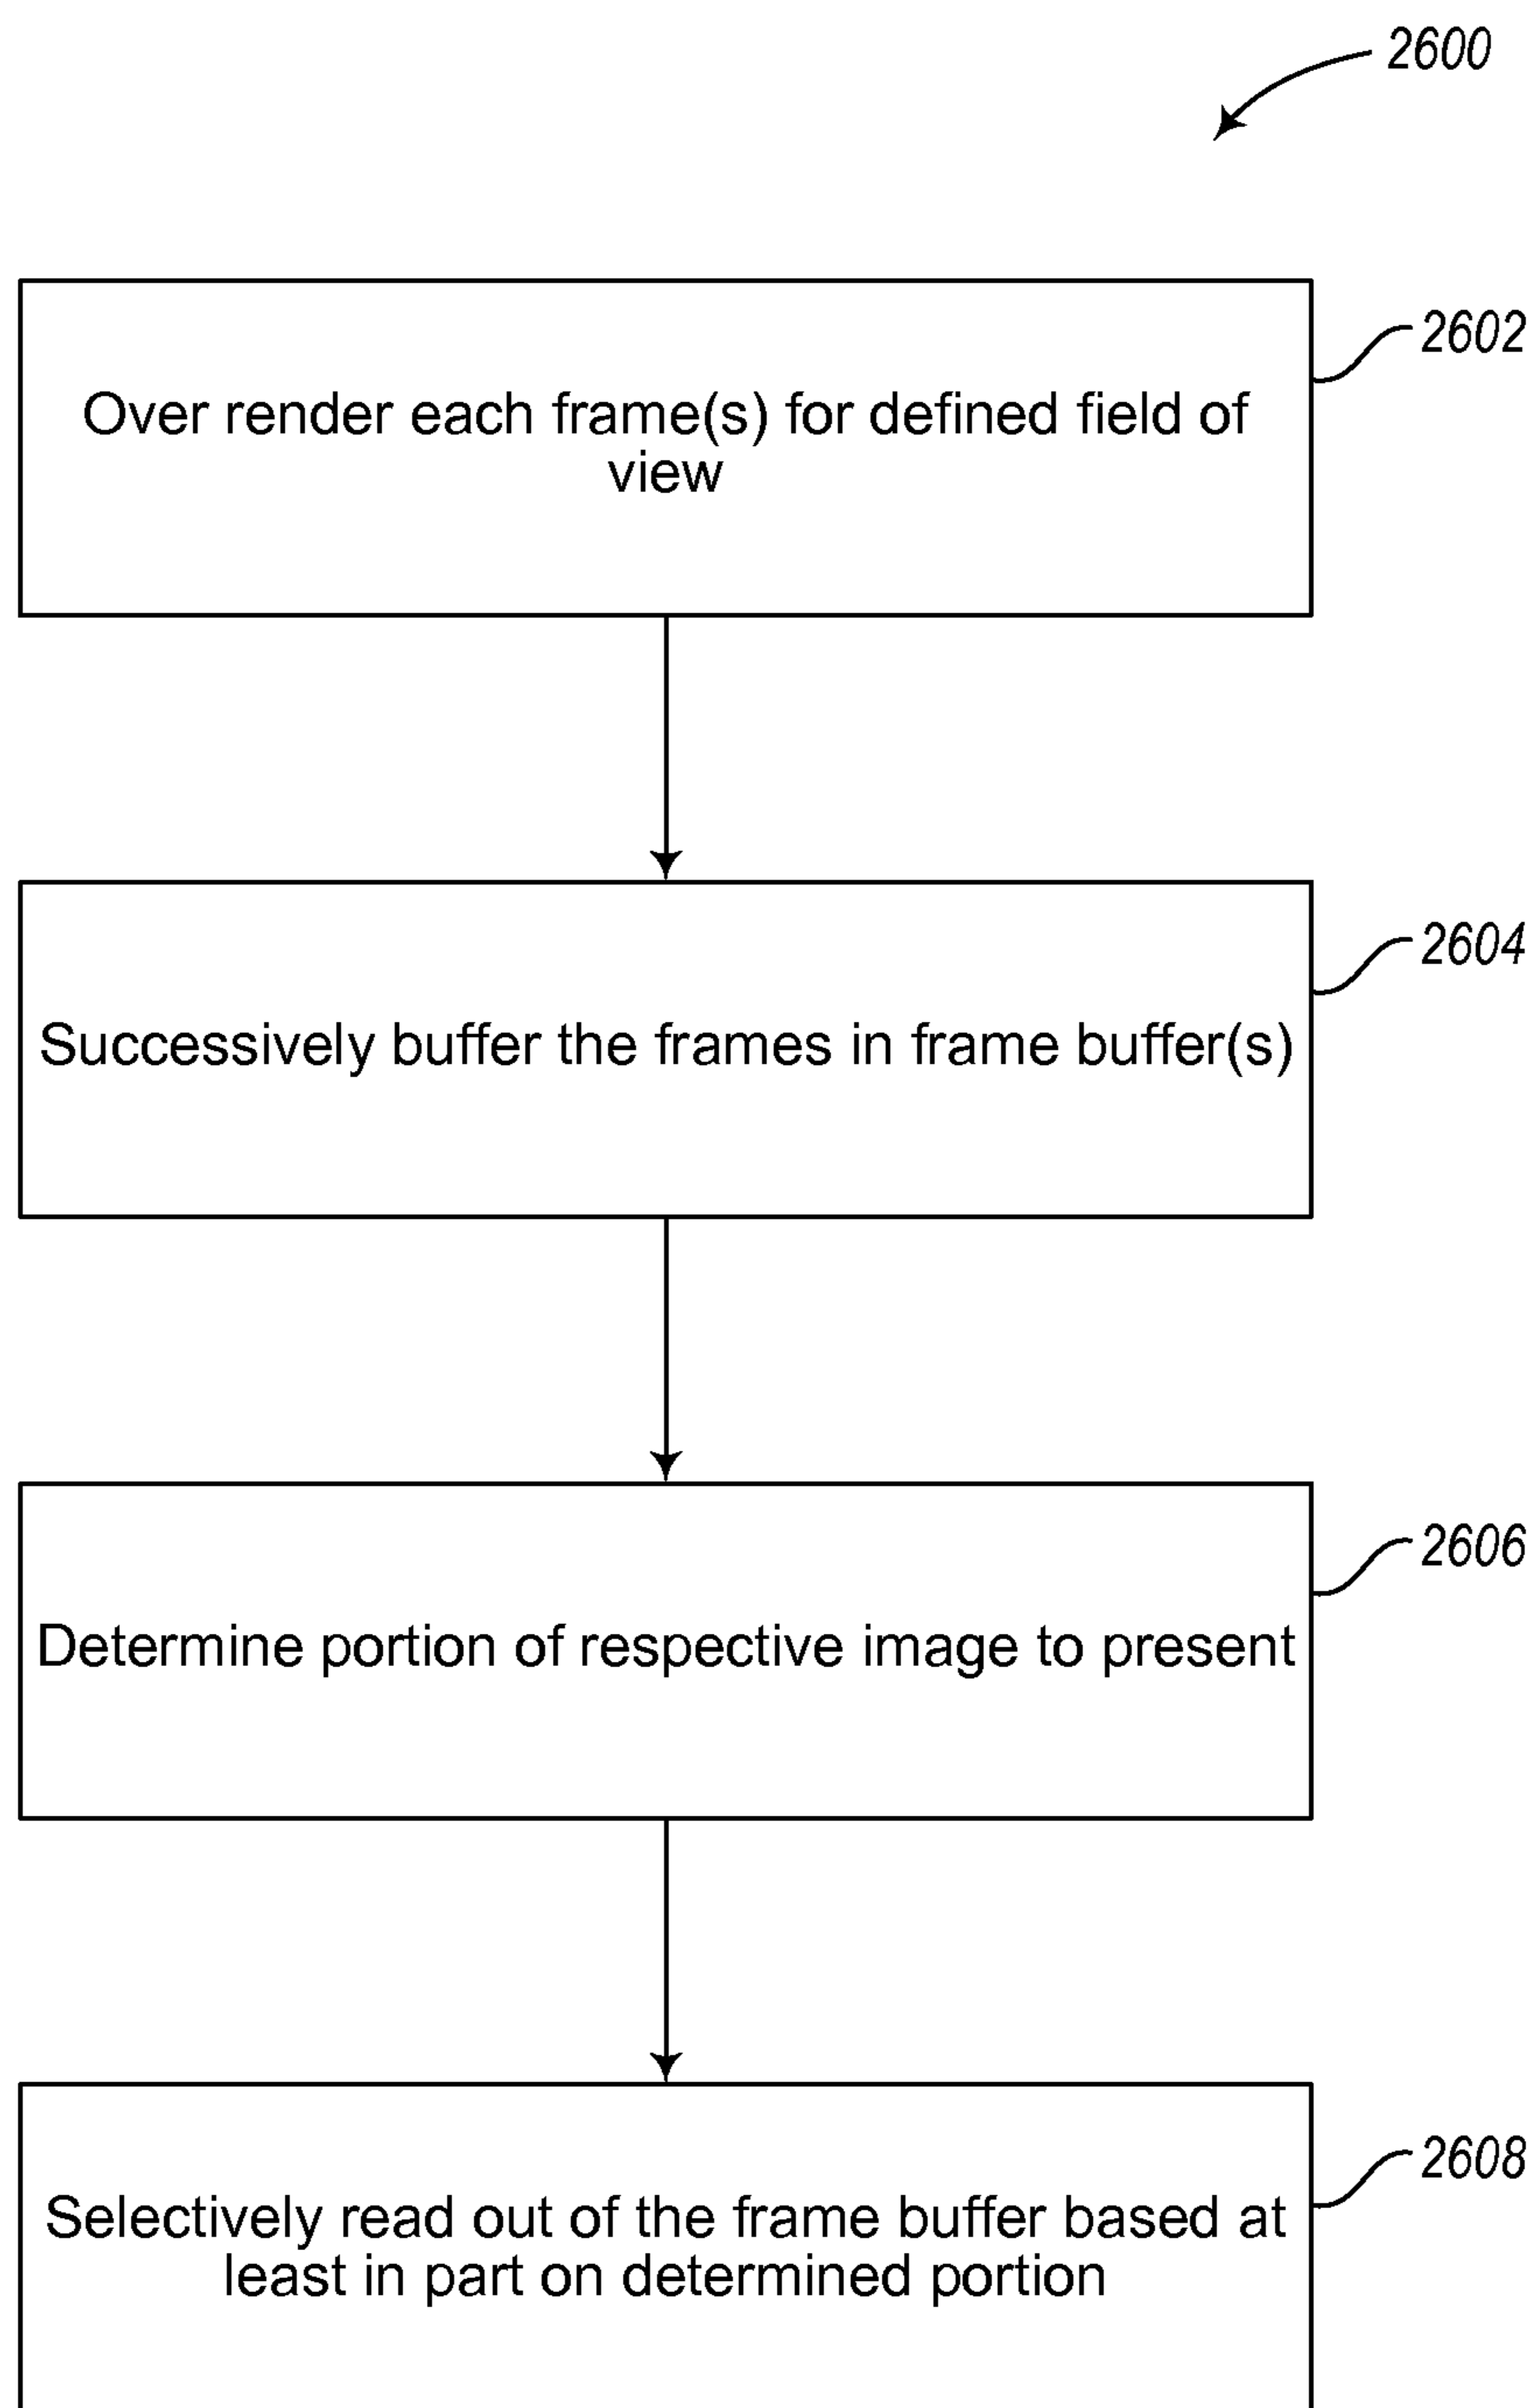 2600
2602
Over render each frame(s) for defined field of
view
2604
Successively buffer the frames in frame buffer(s)
2606
Determine portion of respective image to present
2608
Selectively read out of the frame buffer based at
least in part on determined portion